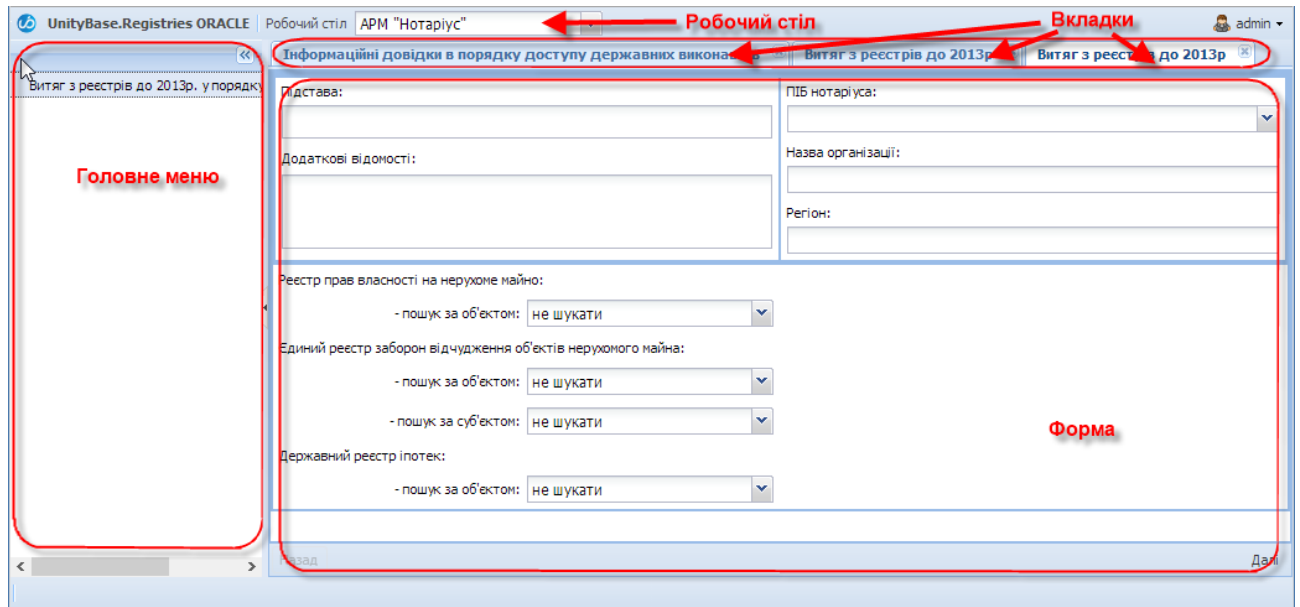 UnityBase.Registries ORACLE Робочий стіл АРМ "Нотаріус" Робочий стіл Вкладки admin
Інформаційні довідки в порядку доступу державних виконавців Витяг з реєстрів до 2013р Витяг з реєстрів до 2013р
Витяг з реєстрів до 2013р. у порядку
Головне меню
Підстава:
ПІБ нотаріуса:
Додаткові відомості:
Назва організації:
Регіон:
Реєстр прав власності на нерухоме майно:
- пошук за об'єктом: не шукати
Єдиний реєстр заборон відчудження об'єктів нерухомого майна:
- пошук за об'єктом: не шукати
- пошук за суб'єктом: не шукати
Форма
Державний реєстр іпотек:
- пошук за об'єктом: не шукати
Назад Далі